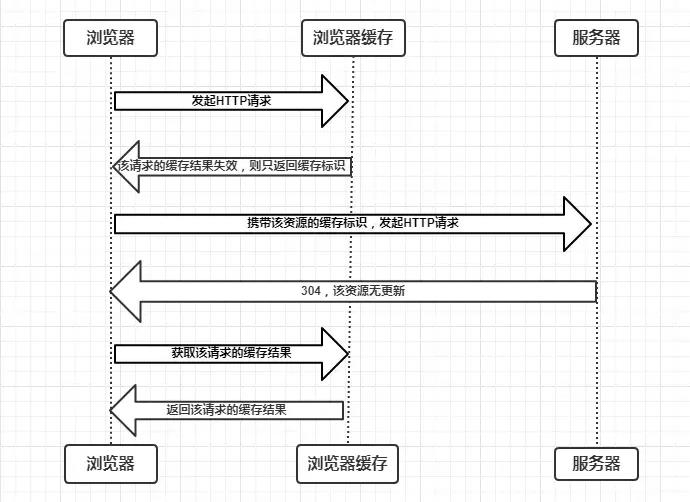 浏览器
浏览器缓存
服务器
发起HTTP请求
该请求的缓存结果失效，则只返回缓存标识
携带该资源的缓存标识，发起HTTP请求
304，该资源无更新
获取该请求的缓存结果
返回该请求的缓存结果
浏览器
浏览器缓存
服务器